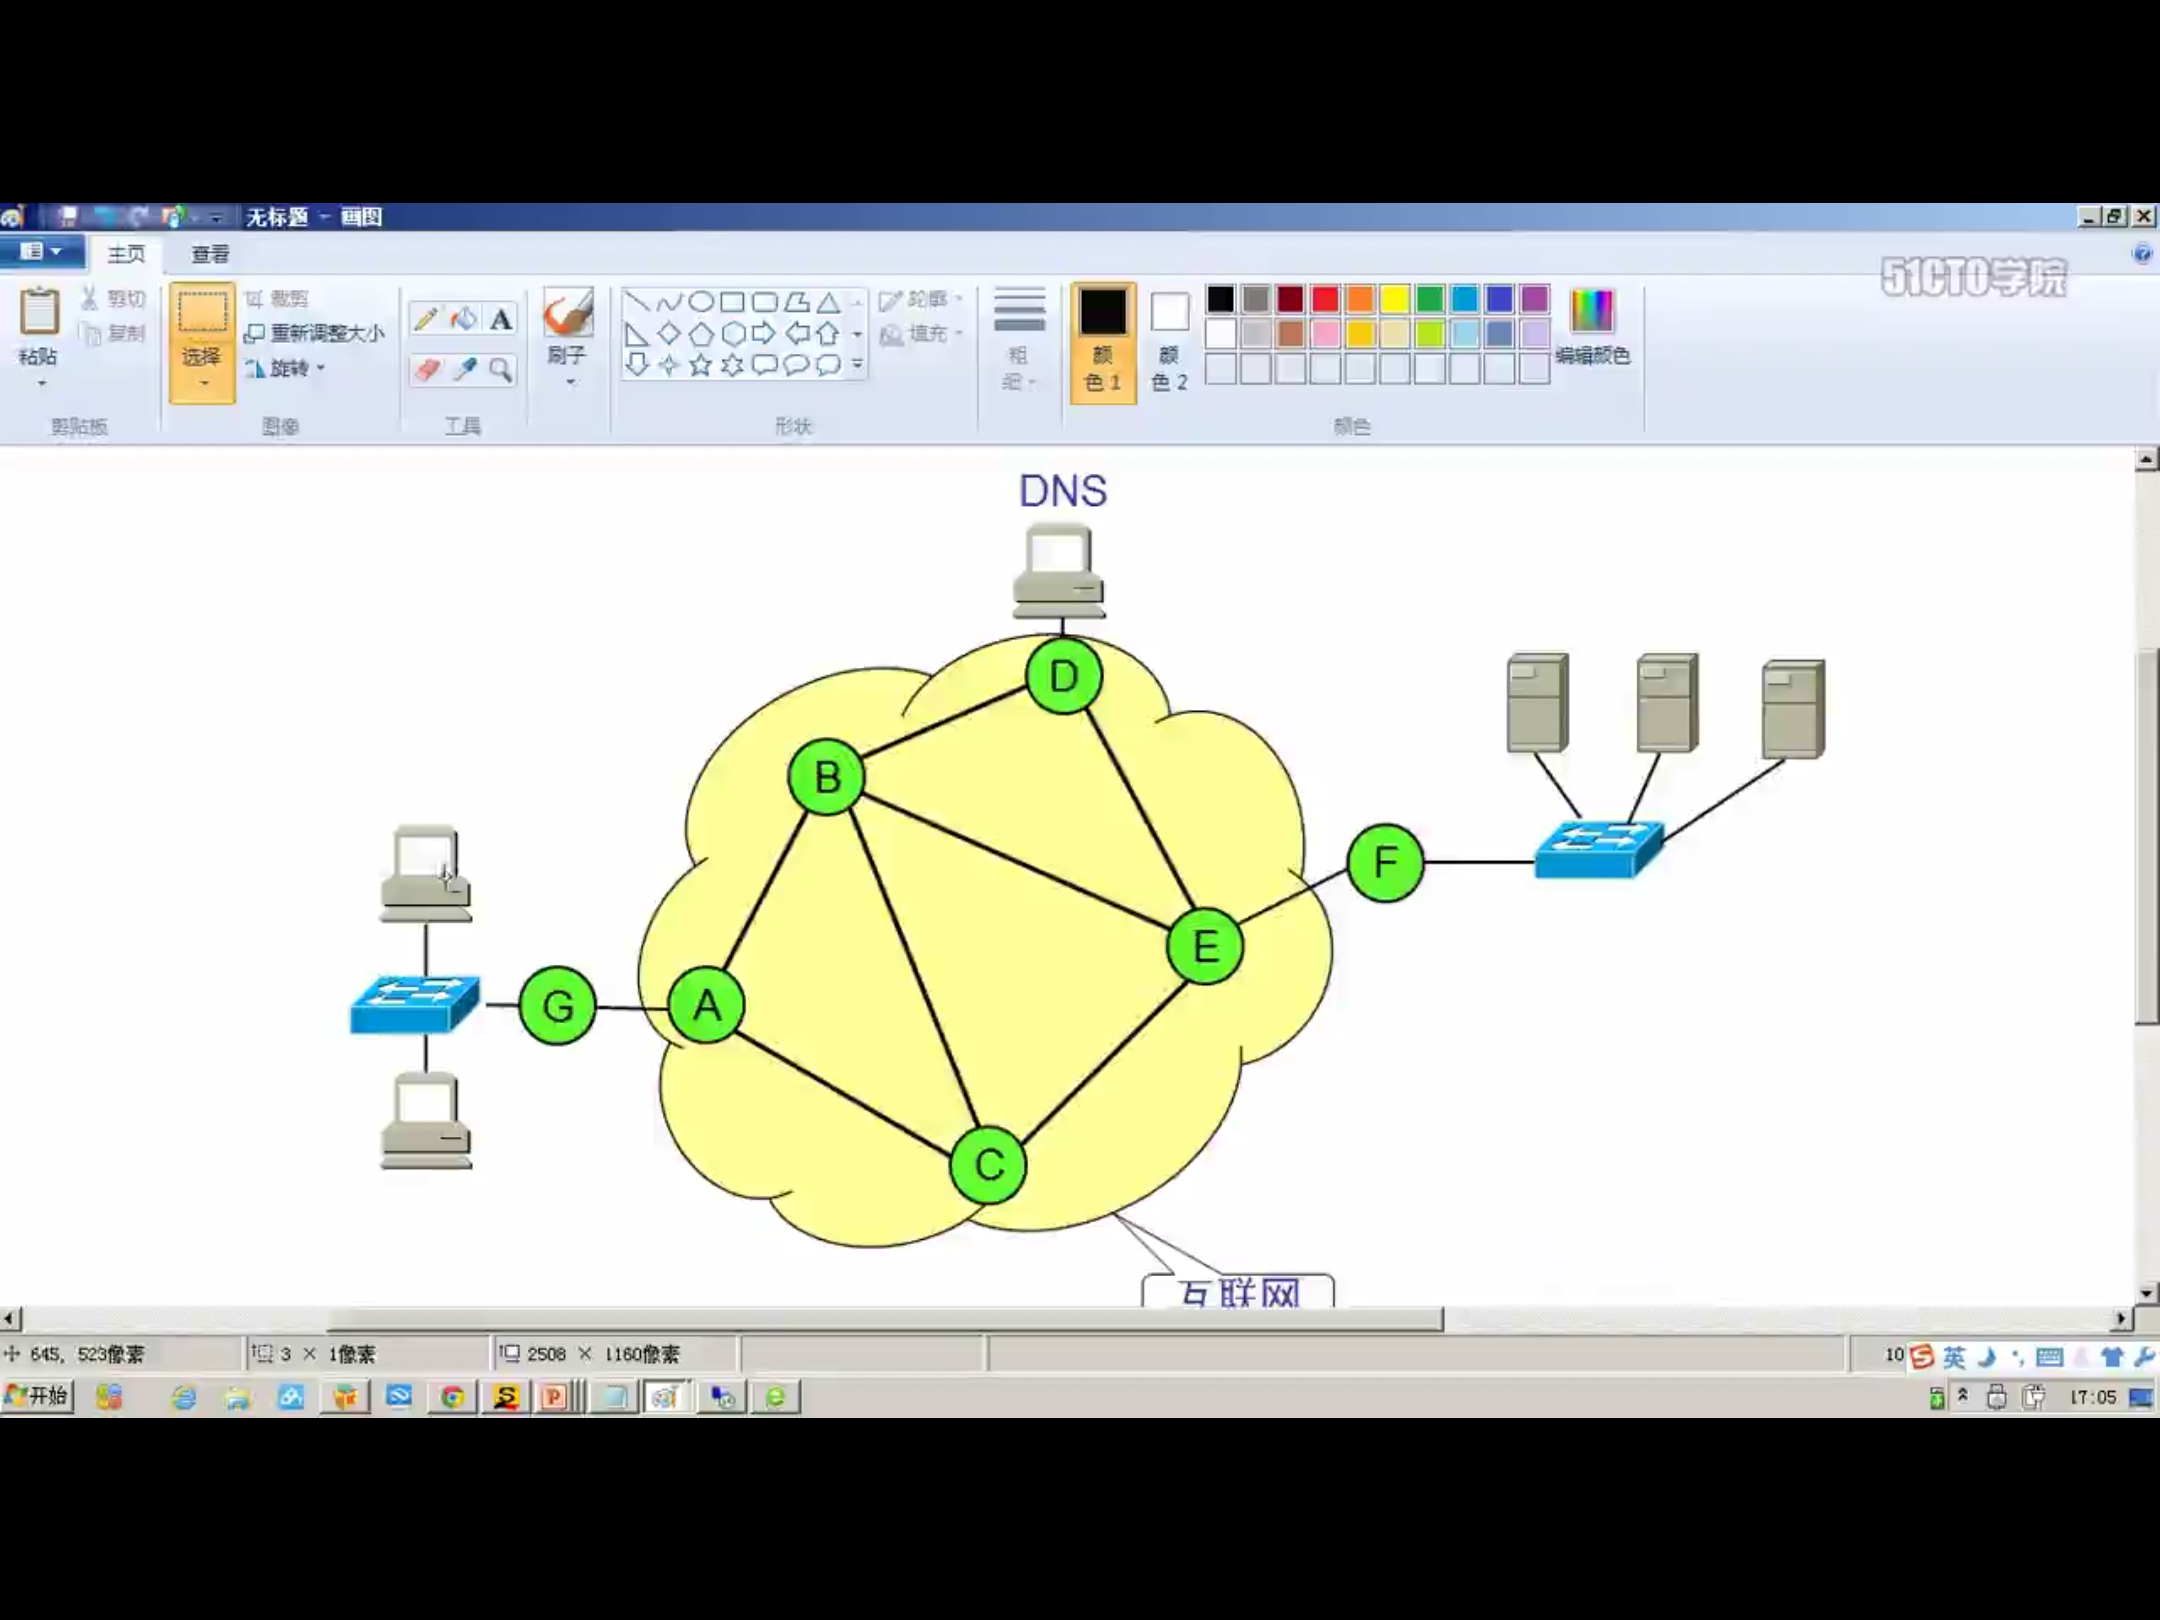 无标题 - 画图
主页
查看
51CTO学院
粘贴
剪切
复制
剪贴板
选择
裁剪
重新调整大小
旋转
图像
A
工具
刷子
形状
轮廓
填充
粗
细
颜
色 1
颜
色 2
颜色
编辑颜色
DNS
D
B
F
E
G
A
C
互联网
645, 523像素
3 × 1像素
2508 × 1160像素
10
英
开始
17:05